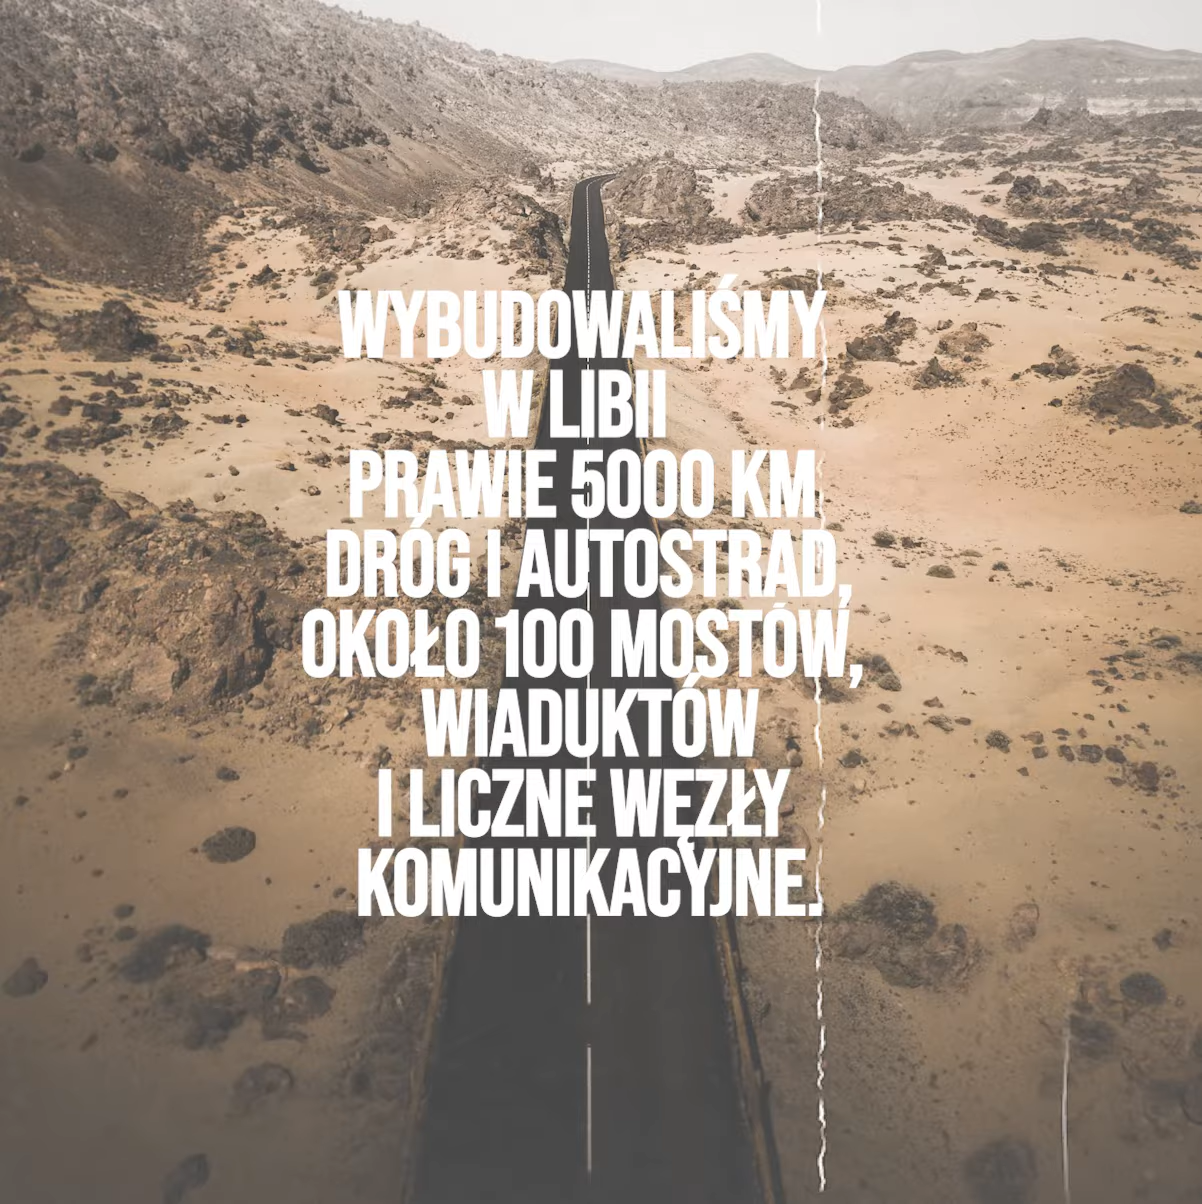 WYBUDOWALIŚMY
W LIBII
PRAWIE 5000 KM
DRÓG I AUTOSTRAD,
OKOŁO 100 MOSTÓW,
WIADUKTÓW
I LICZNE WĘZŁY
KOMUNIKACYJNE.